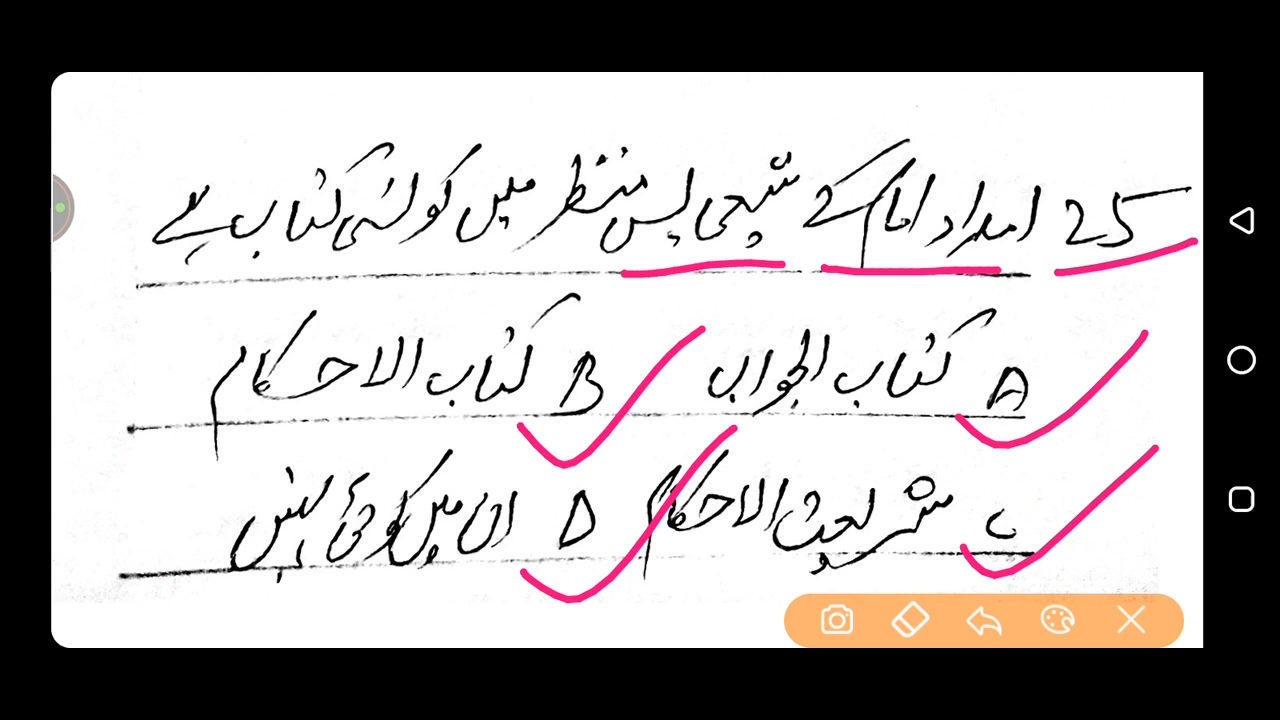 25 امداد امام کے شیعی پس منظر میں کونسی کتاب ہے
A کتاب الجواب B کتاب الاحکام
C شریعت الاحکام D ان میں کوئی نہیں